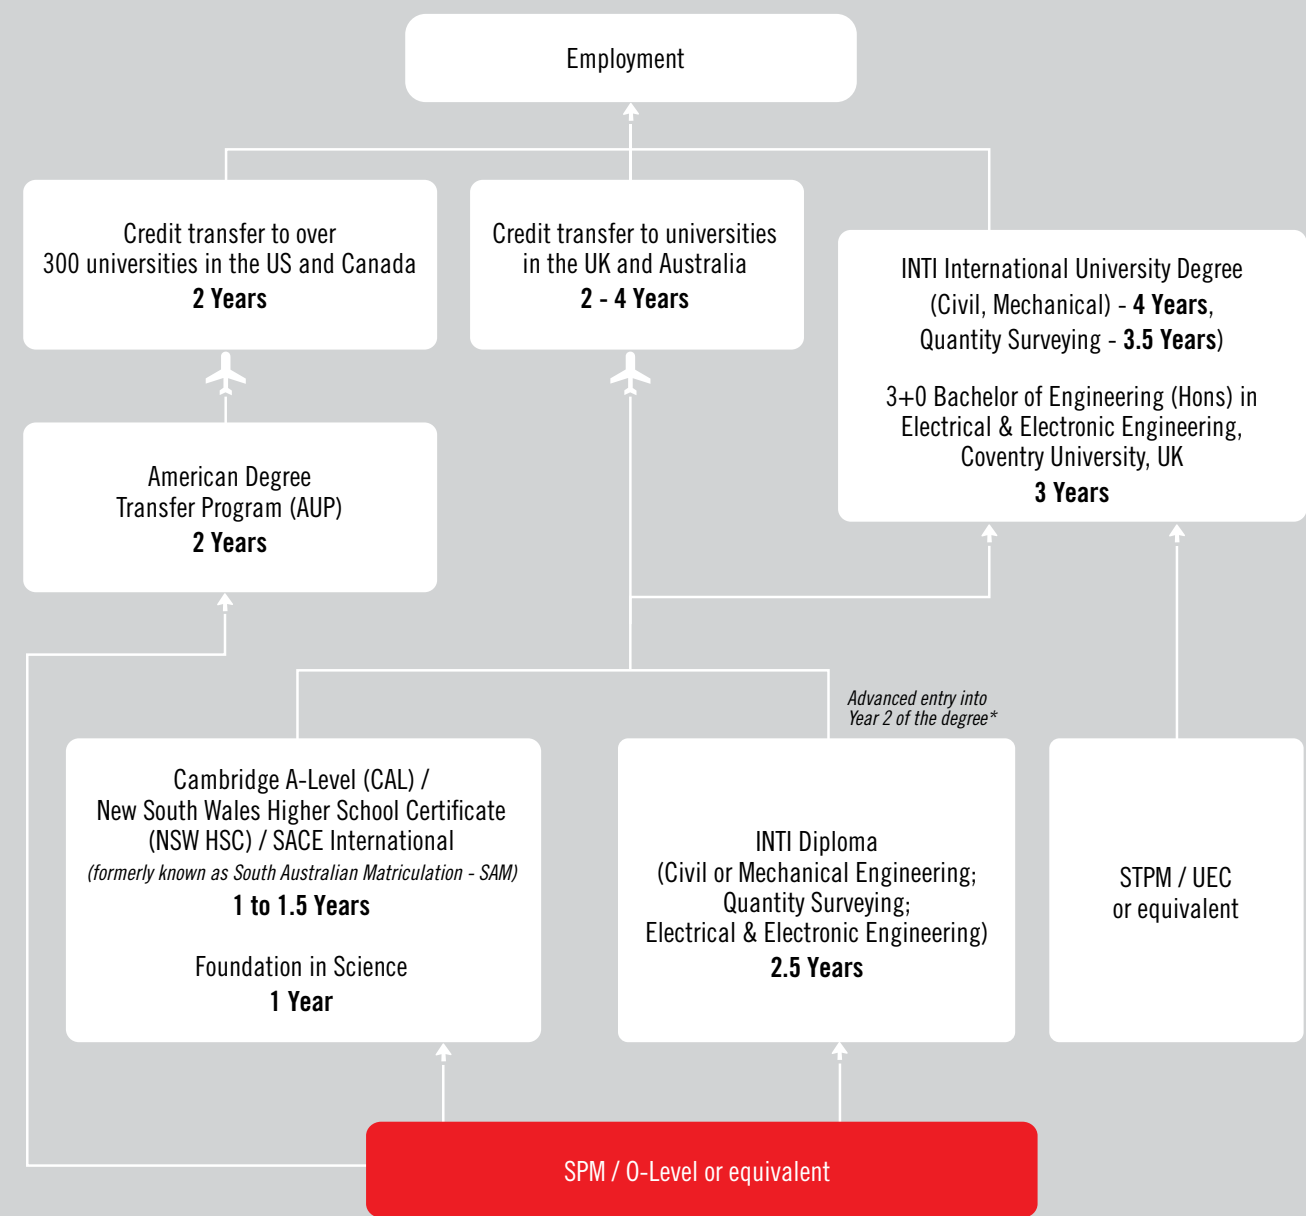 Employment
Credit transfer to over
300 universities in the US and Canada
2 Years
Credit transfer to universities
in the UK and Australia
2 - 4 Years
INTI International University Degree
(Civil, Mechanical) - 4 Years,
Quantity Surveying - 3.5 Years)
3+0 Bachelor of Engineering (Hons) in
Electrical & Electronic Engineering,
Coventry University, UK
3 Years
American Degree
Transfer Program (AUP)
2 Years
Advanced entry into
Year 2 of the degree*
Cambridge A-Level (CAL) /
New South Wales Higher School Certificate
(NSW HSC) / SACE International
(formerly known as South Australian Matriculation - SAM)
1 to 1.5 Years
Foundation in Science
1 Year
INTI Diploma
(Civil or Mechanical Engineering;
Quantity Surveying;
Electrical & Electronic Engineering)
2.5 Years
STPM / UEC
or equivalent
SPM / O-Level or equivalent